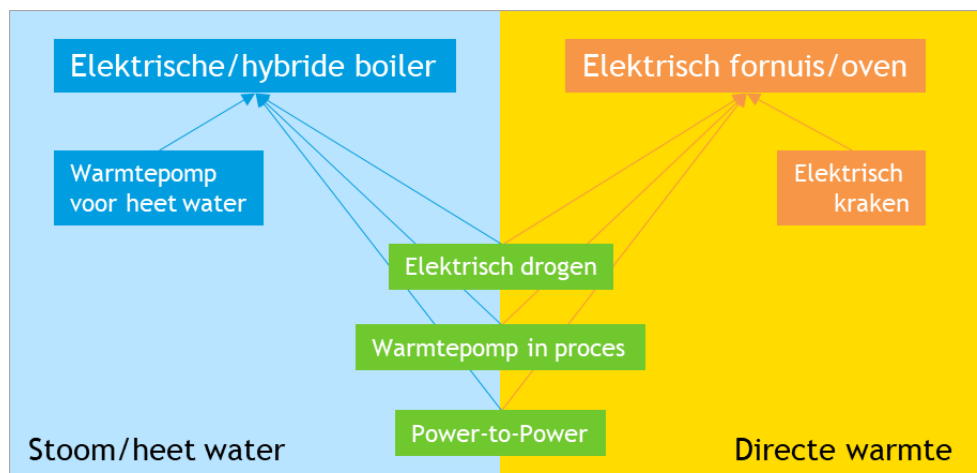 Elektrische/hybride boiler
Elektrisch fornuis/oven
Warmtepomp
voor heet water
Elektrisch
kraken
Elektrisch drogen
Warmtepomp in proces
Power-to-Power
Stoom/heet water
Directe warmte